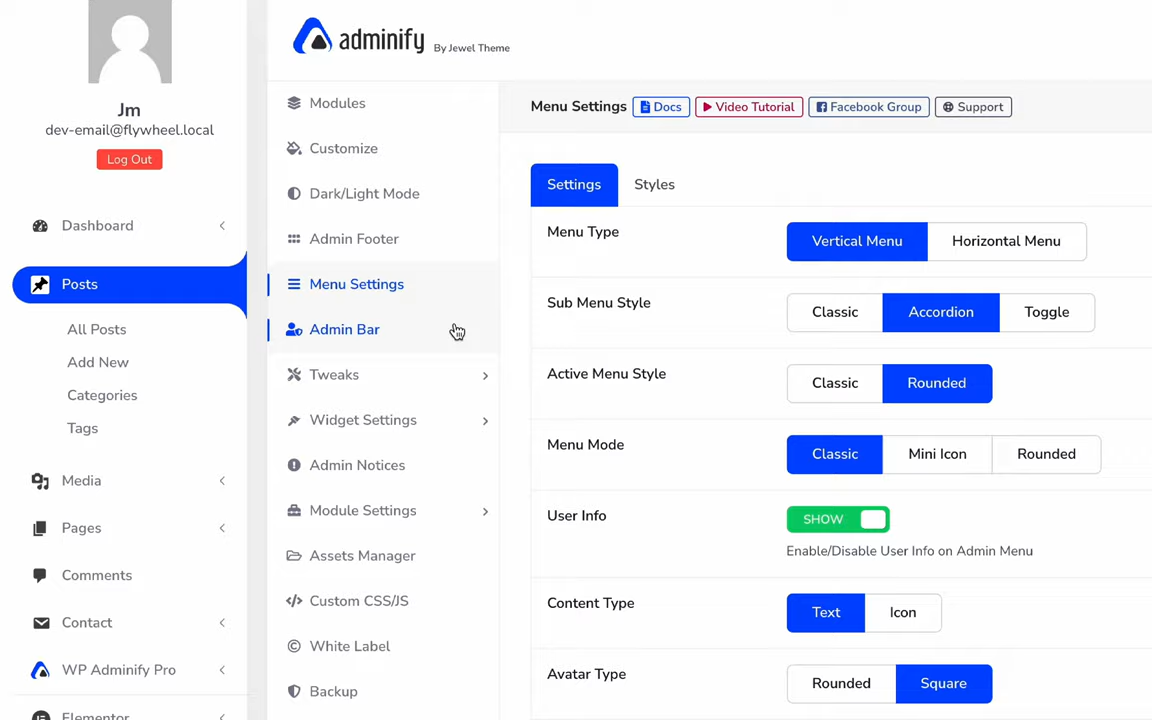 Jm
dev-email@flywheel.local
Log Out
Dashboard
Posts
All Posts
Add New
Categories
Tags
Media
Pages
Comments
Contact
WP Adminify Pro
Elementor
adminify By Jewel Theme
Modules
Customize
Dark/Light Mode
Admin Footer
Menu Settings
Admin Bar
Tweaks
Widget Settings
Admin Notices
Module Settings
Assets Manager
Custom CSS/JS
White Label
Backup
Menu Settings Docs Video Tutorial Facebook Group Support
Settings Styles
Menu Type Vertical Menu Horizontal Menu
Sub Menu Style Classic Accordion Toggle
Active Menu Style Classic Rounded
Menu Mode Classic Mini Icon Rounded
User Info SHOW
Enable/Disable User Info on Admin Menu
Content Type Text Icon
Avatar Type Rounded Square